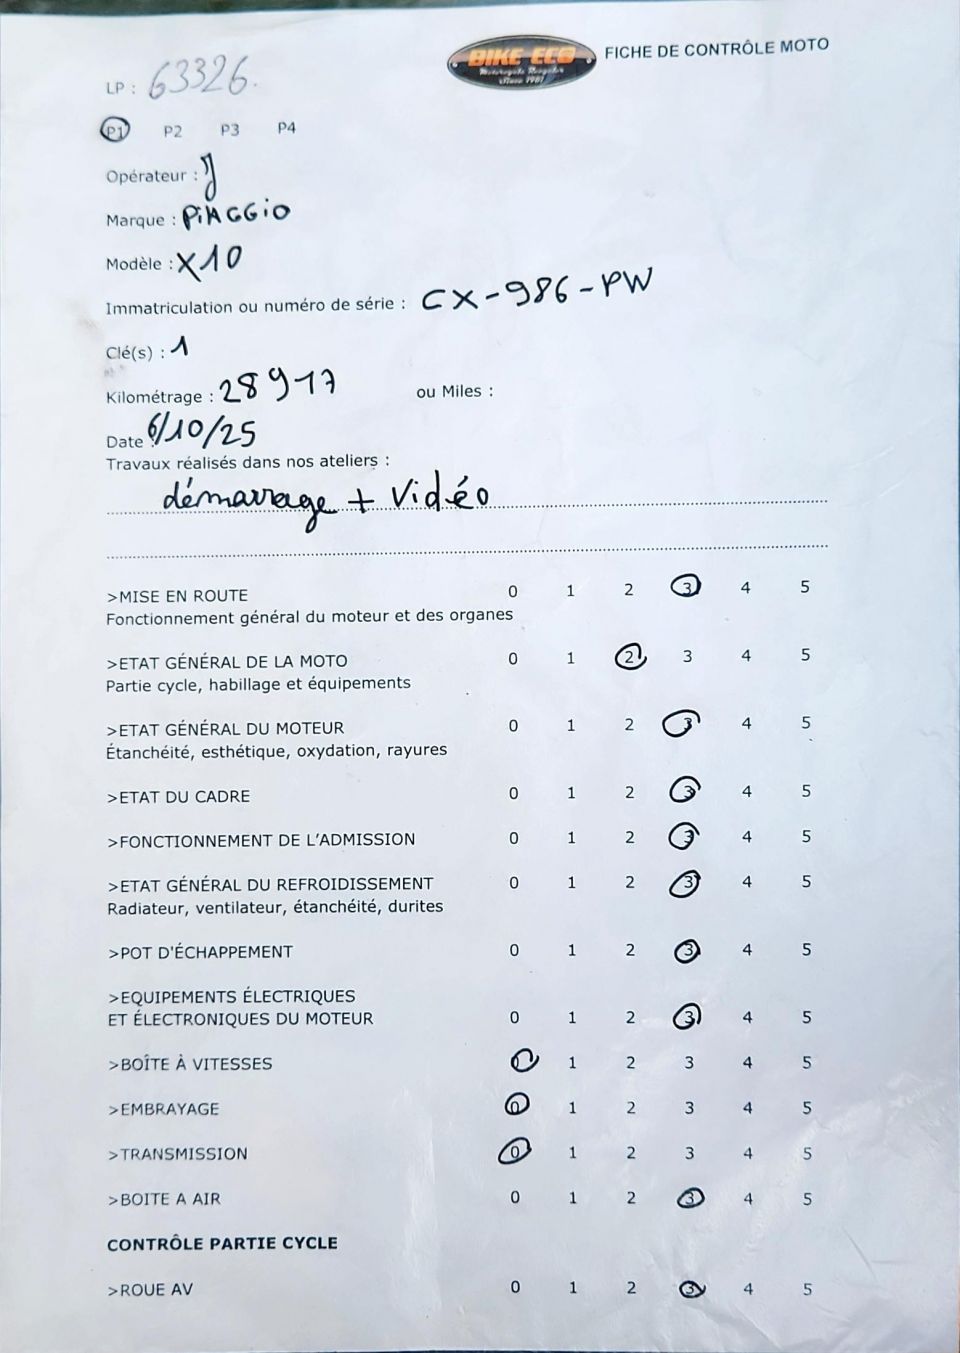 BIKE ECO
Motorcycle Recycler
Since 1987
FICHE DE CONTRÔLE MOTO
LP : 63326.
P1 P2 P3 P4
Opérateur : J
Marque : PIAGGIO
Modèle : X10
Immatriculation ou numéro de série : CX-986-PW
Clé(s) : 1
Kilométrage : 28917 ou Miles :
Date : 6/10/25
Travaux réalisés dans nos ateliers :
démarrage + vidéo
>MISE EN ROUTE 0 1 2 3 4 5
Fonctionnement général du moteur et des organes
>ETAT GÉNÉRAL DE LA MOTO 0 1 2 3 4 5
Partie cycle, habillage et équipements
>ETAT GÉNÉRAL DU MOTEUR 0 1 2 3 4 5
Étanchéité, esthétique, oxydation, rayures
>ETAT DU CADRE 0 1 2 3 4 5
>FONCTIONNEMENT DE L'ADMISSION 0 1 2 3 4 5
>ETAT GÉNÉRAL DU REFROIDISSEMENT 0 1 2 3 4 5
Radiateur, ventilateur, étanchéité, durites
>POT D'ÉCHAPPEMENT 0 1 2 3 4 5
>EQUIPEMENTS ÉLECTRIQUES
ET ÉLECTRONIQUES DU MOTEUR 0 1 2 3 4 5
>BOÎTE À VITESSES 0 1 2 3 4 5
>EMBRAYAGE 0 1 2 3 4 5
>TRANSMISSION 0 1 2 3 4 5
>BOITE A AIR 0 1 2 3 4 5
CONTRÔLE PARTIE CYCLE
>ROUE AV 0 1 2 3 4 5